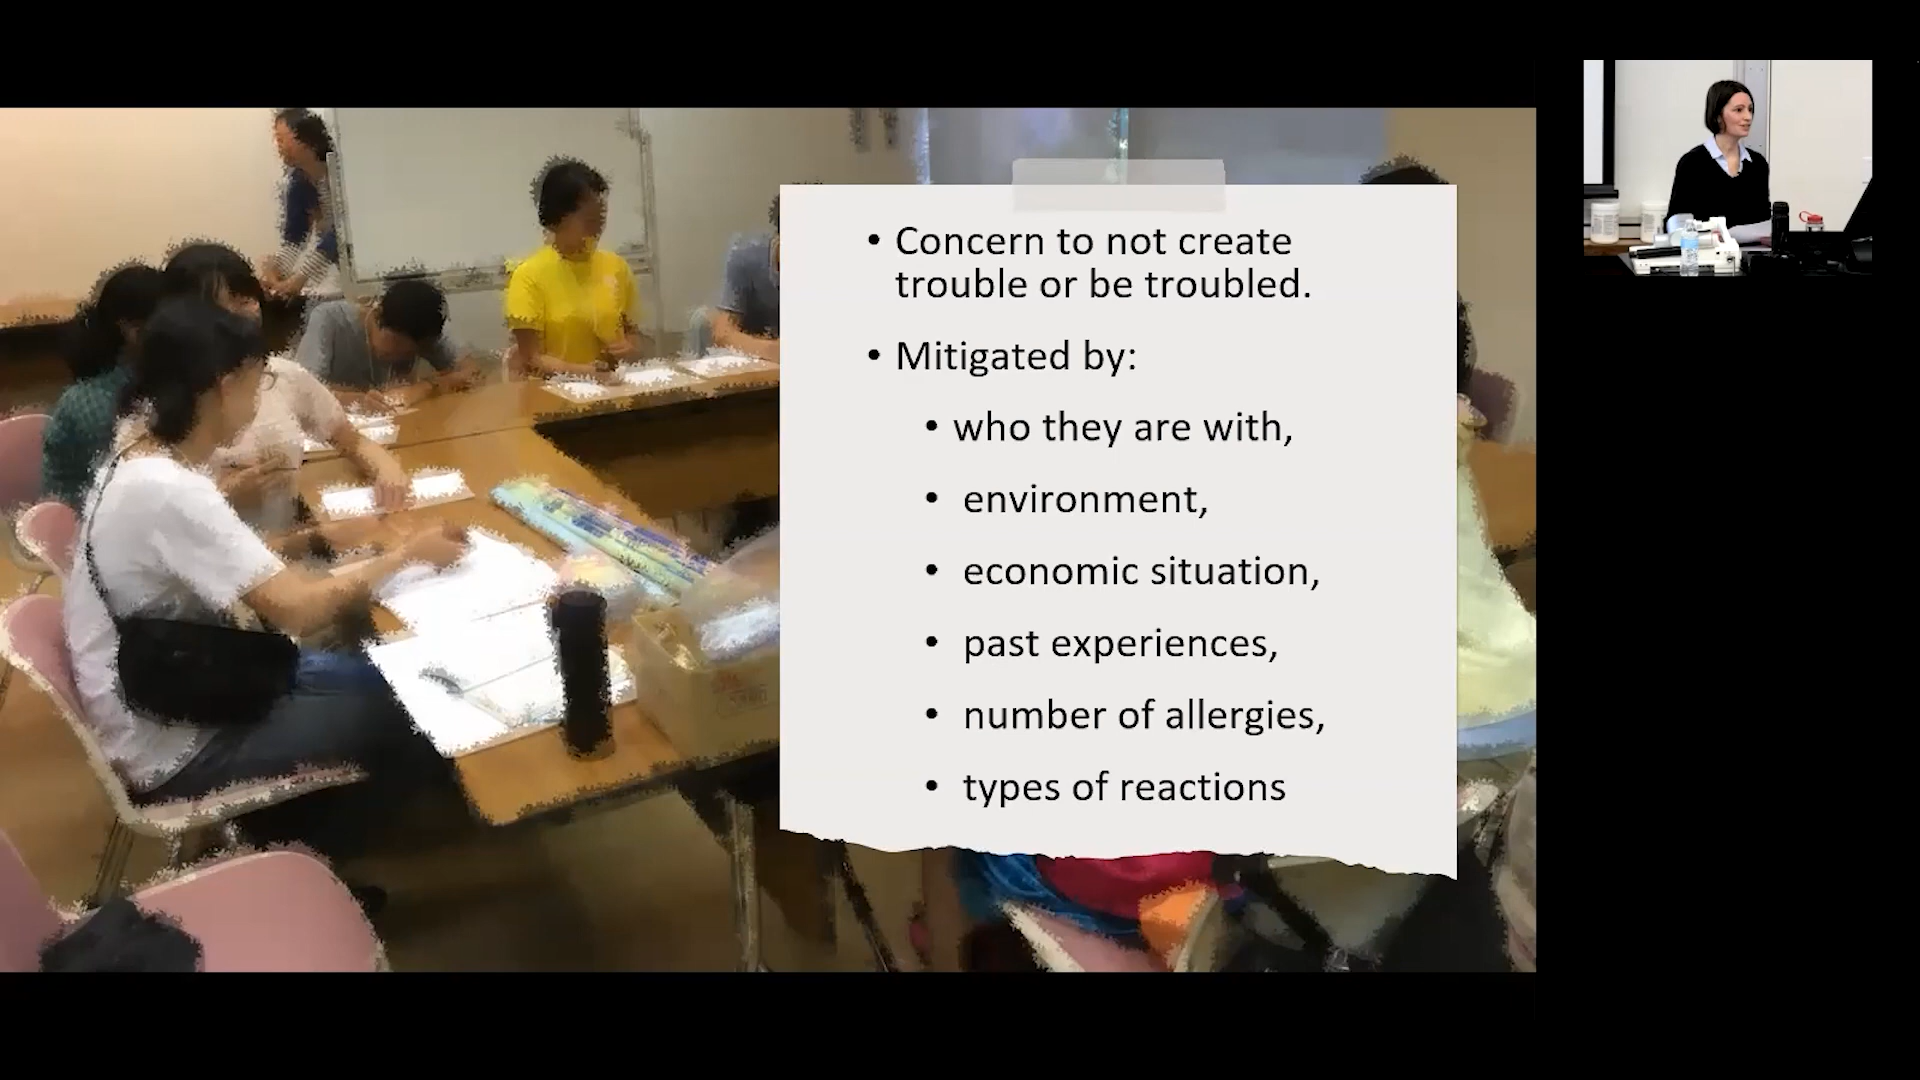 • Concern to not create
trouble or be troubled.
• Mitigated by:
• who they are with,
• environment,
• economic situation,
• past experiences,
• number of allergies,
• types of reactions